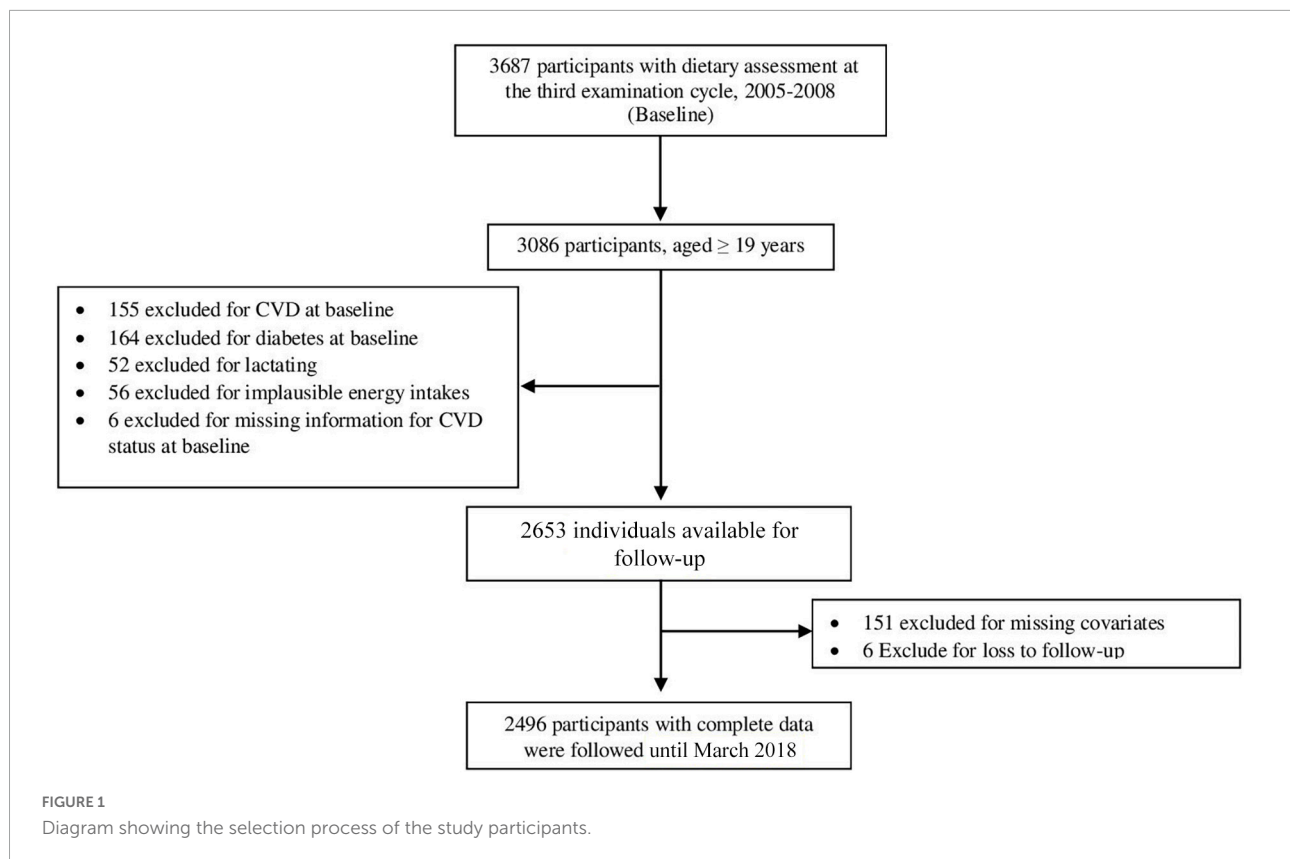 3687 participants with dietary assessment at
the third examination cycle, 2005-2008
(Baseline)
3086 participants, aged ≥ 19 years
• 155 excluded for CVD at baseline
• 164 excluded for diabetes at baseline
• 52 excluded for lactating
• 56 excluded for implausible energy intakes
• 6 excluded for missing information for CVD
status at baseline
2653 individuals available for
follow-up
• 151 excluded for missing covariates
• 6 Exclude for loss to follow-up
2496 participants with complete data
were followed until March 2018
FIGURE 1
Diagram showing the selection process of the study participants.